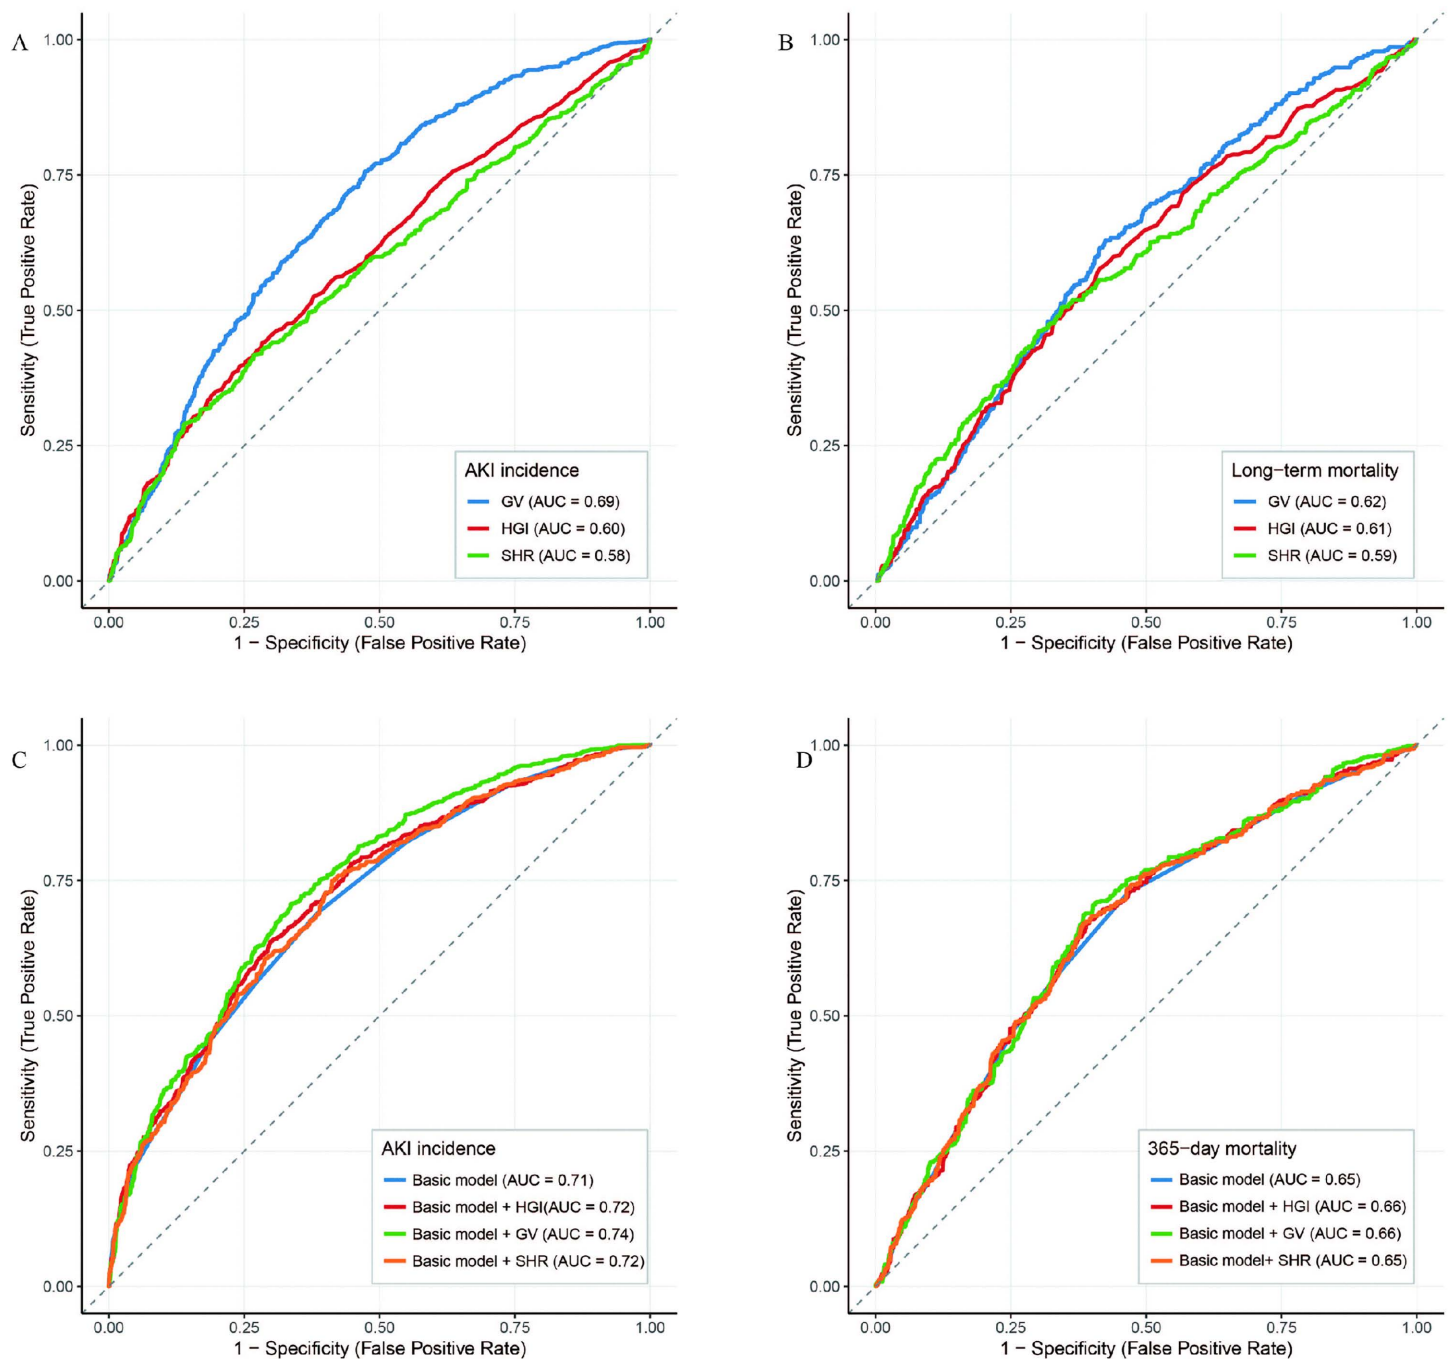 A
1.00
0.75
0.50
0.25
0.00
Sensitivity (True Positive Rate)
AKI incidence
GV (AUC = 0.69)
HGI (AUC = 0.60)
SHR (AUC = 0.58)
0.00 0.25 0.50 0.75 1.00
1 − Specificity (False Positive Rate)
B
1.00
0.75
0.50
0.25
0.00
Sensitivity (True Positive Rate)
Long−term mortality
GV (AUC = 0.62)
HGI (AUC = 0.61)
SHR (AUC = 0.59)
0.00 0.25 0.50 0.75 1.00
1 − Specificity (False Positive Rate)
C
1.00
0.75
0.50
0.25
0.00
Sensitivity (True Positive Rate)
AKI incidence
Basic model (AUC = 0.71)
Basic model + HGI(AUC = 0.72)
Basic model + GV (AUC = 0.74)
Basic model + SHR (AUC = 0.72)
0.00 0.25 0.50 0.75 1.00
1 − Specificity (False Positive Rate)
D
1.00
0.75
0.50
0.25
0.00
Sensitivity (True Positive Rate)
365−day mortality
Basic model (AUC = 0.65)
Basic model + HGI (AUC = 0.66)
Basic model + GV (AUC = 0.66)
Basic model+ SHR (AUC = 0.65)
0.00 0.25 0.50 0.75 1.00
1 − Specificity (False Positive Rate)